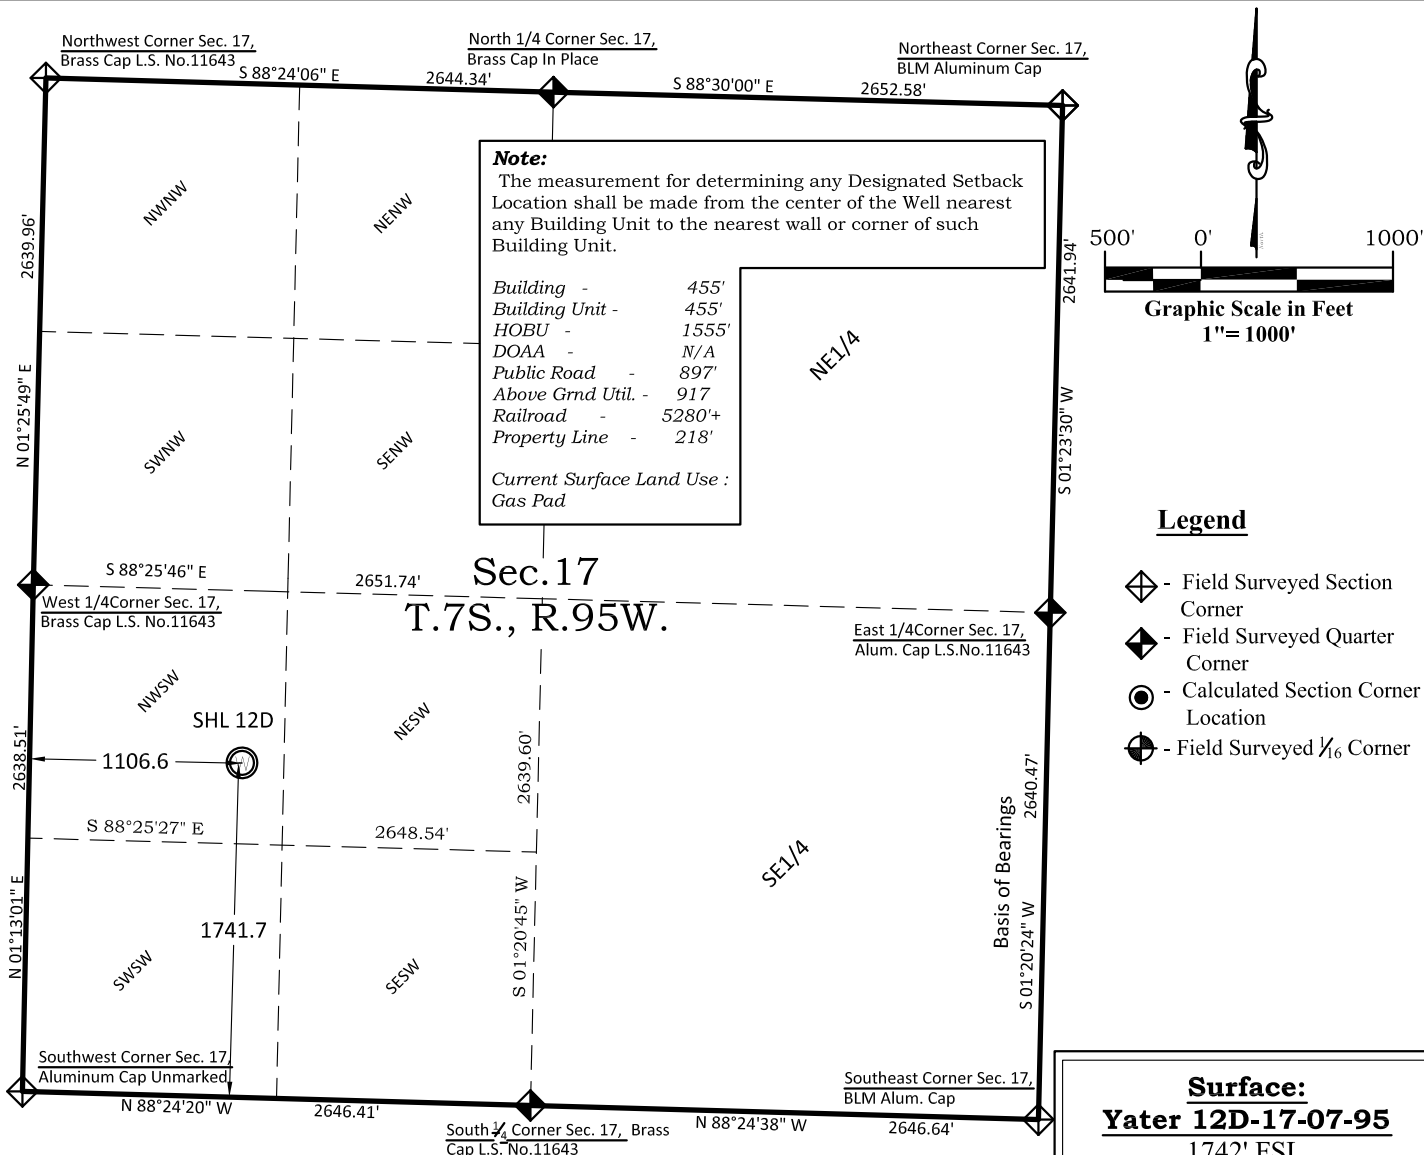 Northwest Corner Sec. 17,
Brass Cap L.S. No.11643
North 1/4 Corner Sec. 17,
Brass Cap In Place
Northeast Corner Sec. 17,
BLM Aluminum Cap
S 88°24'06" E
2644.34'
S 88°30'00" E
2652.58'
500'
0'
1000'
Graphic Scale in Feet
1"= 1000'
Note:
The measurement for determining any Designated Setback
Location shall be made from the center of the Well nearest
any Building Unit to the nearest wall or corner of such
Building Unit.
Building - 455'
Building Unit - 455'
HOBU - 1555'
DOAA - N/A
Public Road - 897'
Above Grnd Util. - 917
Railroad - 5280'+
Property Line - 218'
Current Surface Land Use :
Gas Pad
NWNW
NENW
2639.96'
N 01°25'49" E
SWNW
SENW
NE1/4
2641.94'
S 01°23'30" W
S 88°25'46" E
2651.74'
Sec.17
T.7S., R.95W.
West 1/4Corner Sec. 17,
Brass Cap L.S. No.11643
East 1/4Corner Sec. 17,
Alum. Cap L.S.No.11643
Legend
- Field Surveyed Section
Corner
- Field Surveyed Quarter
Corner
- Calculated Section Corner
Location
- Field Surveyed 1/16 Corner
NWSW
NESW
SHL 12D
1106.6
W
2638.51'
2639.60'
2640.47'
S 88°25'27" E
2648.54'
1741.7
N 01°13'01" E
S 01°20'45" W
S 01°20'24" W
Basis of Bearings
SE1/4
SWSW
SESW
Southwest Corner Sec. 17,
Aluminum Cap Unmarked
N 88°24'20" W
2646.41'
South 1/4 Corner Sec. 17, Brass
Cap L.S. No.11643
N 88°24'38" W
2646.64'
Southeast Corner Sec. 17,
BLM Alum. Cap
Surface:
Yater 12D-17-07-95
1742' FSL